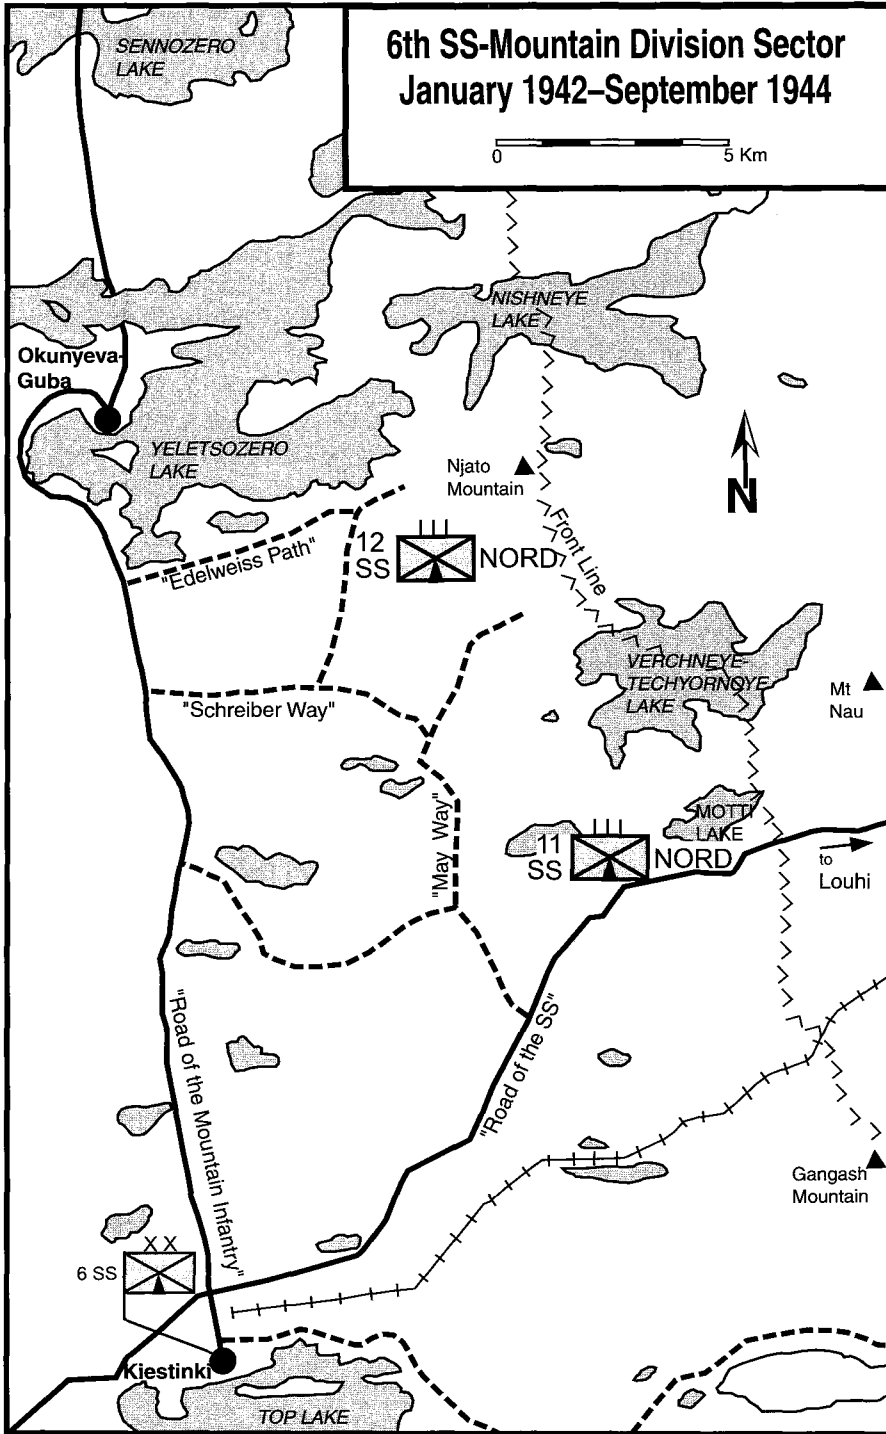 6th SS-Mountain Division Sector
January 1942–September 1944
0
5 Km
SENNOZERO
LAKE
NISHNEYE
LAKE
Okunyeva-
Guba
YELETSOZERO
LAKE
Njato
Mountain
N
Front Line
"Edelweiss Path"
12
SS
III
NORD
"Schreiber Way"
VERCHNEYE-
TECHYORNOYE
LAKE
Mt
Nau
"May Way"
MOTTI
LAKE
11
SS
III
NORD
to
Louhi
"Road of the Mountain Infantry"
"Road of the SS"
Gangash
Mountain
X X
6 SS
Kiestinki
TOP LAKE